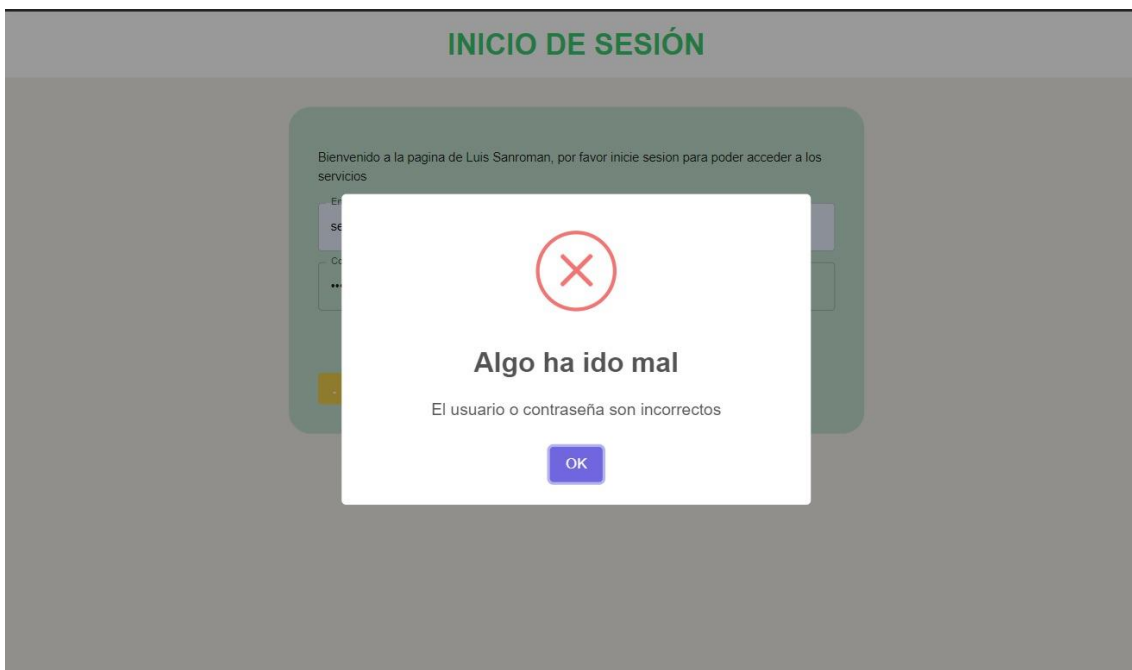 INICIO DE SESIÓN
Bienvenido a la pagina de Luis Sanroman, por favor inicie sesion para poder acceder a los
servicios
Algo ha ido mal
El usuario o contraseña son incorrectos
OK